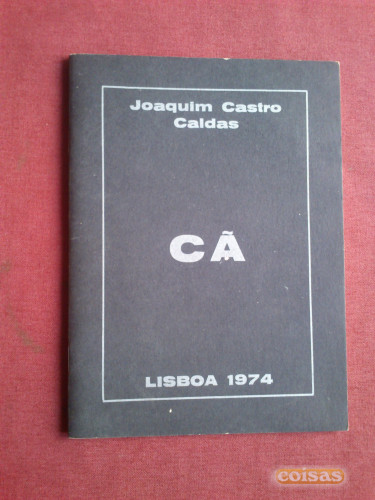 Joaquim Castro
Caldas
CÃ
LISBOA 1974
coisas